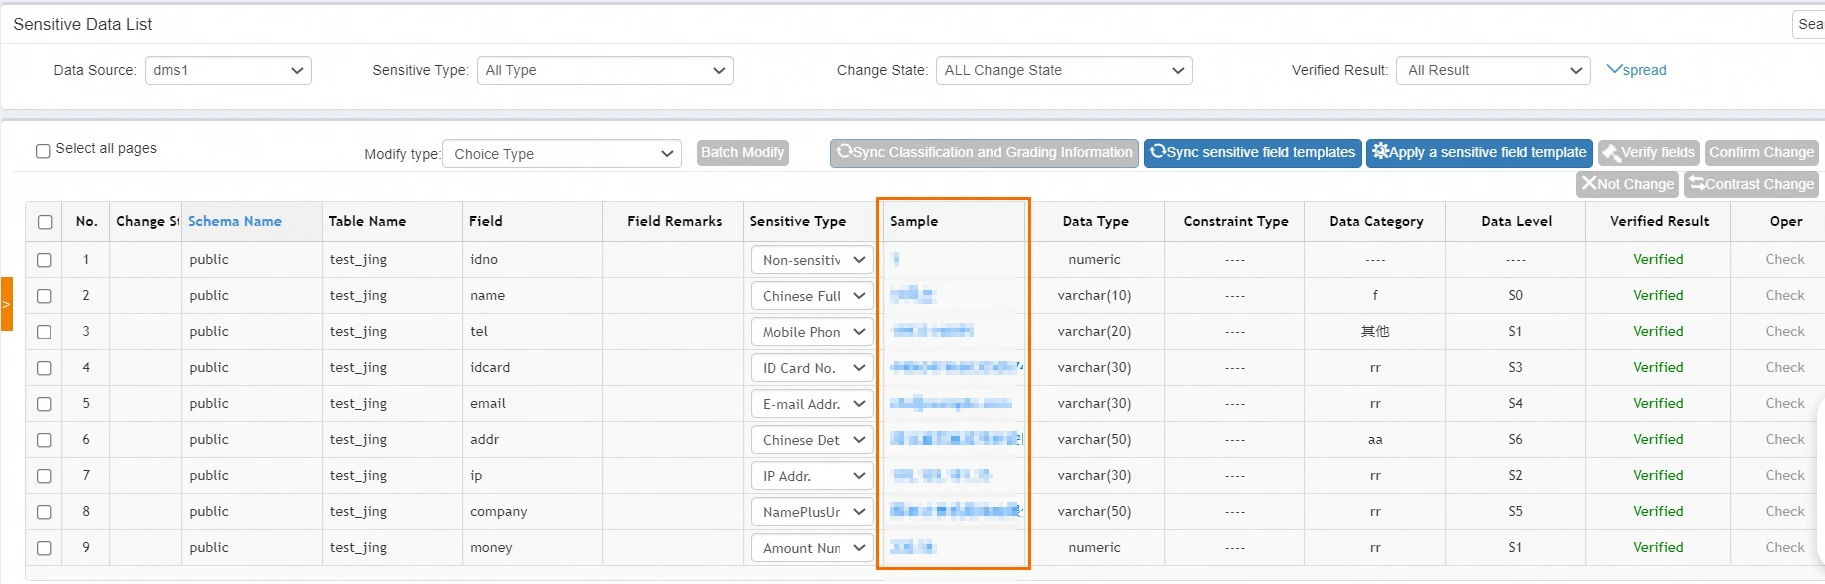 Sensitive Data List
Data Source: dms1 Sensitive Type: All Type Change State: ALL Change State Verified Result: All Result spread
Select all pages Modify type: Choice Type Batch Modify Sync Classification and Grading Information Sync sensitive field templates Apply a sensitive field template Verify fields Confirm Change
Not Change Contrast Change
No. Change St Schema Name Table Name Field Field Remarks Sensitive Type Sample Data Type Constraint Type Data Category Data Level Verified Result Oper
1 public test_jing idno Non-sensitiv numeric ---- ---- ---- Verified Check
2 public test_jing name Chinese Full varchar(10) ---- f S0 Verified Check
3 public test_jing tel Mobile Phon varchar(20) ---- 其他 S1 Verified Check
4 public test_jing idcard ID Card No. varchar(30) ---- rr S3 Verified Check
5 public test_jing email E-mail Addr. varchar(30) ---- rr S4 Verified Check
6 public test_jing addr Chinese Det varchar(50) ---- aa S6 Verified Check
> 7 public test_jing ip IP Addr. varchar(30) ---- rr S2 Verified Check
8 public test_jing company NamePlusUr varchar(50) ---- rr S5 Verified Check
9 public test_jing money Amount Nun numeric ---- rr S1 Verified Check